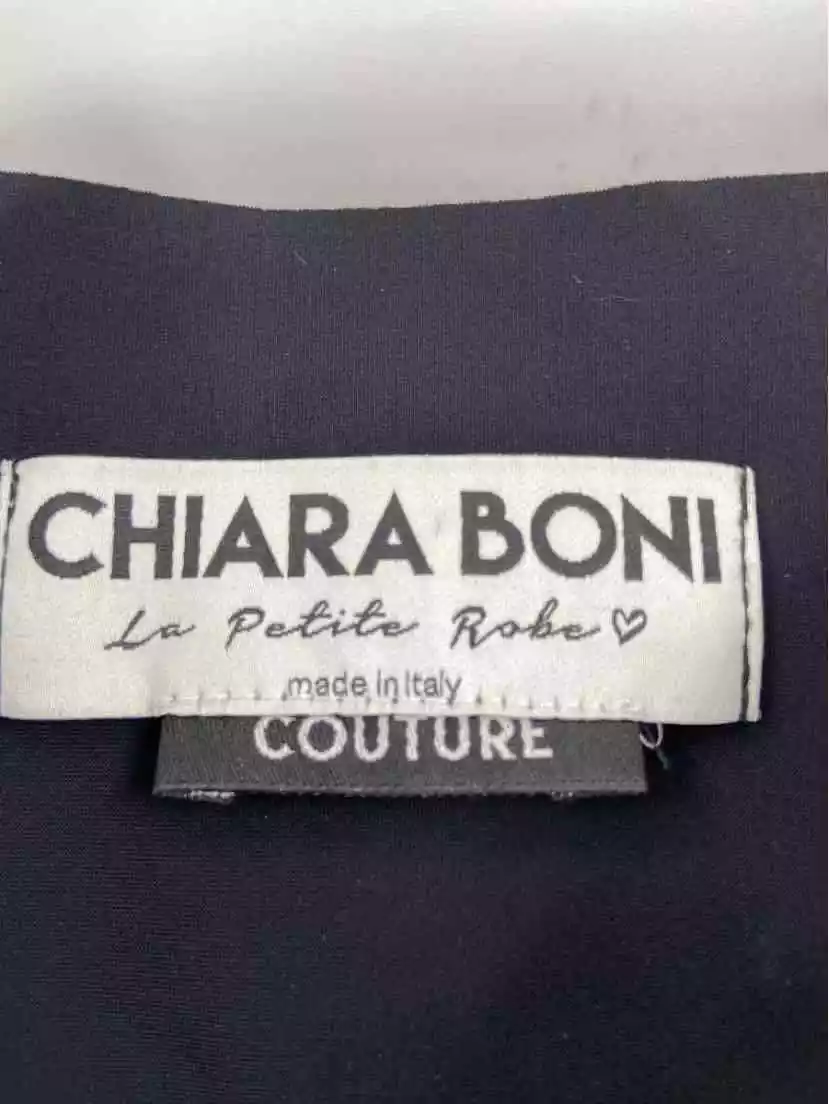 CHIARA BONI
La Petite Robe
made in Italy
COUTURE